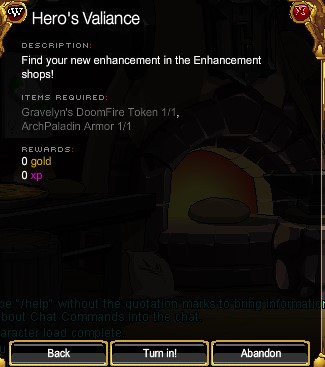 Hero's Valiance
DESCRIPTION:
Find your new enhancement in the Enhancement
shops!
ITEMS REQUIRED:
Gravelyn's DoomFire Token 1/1,
ArchPaladin Armor 1/1
REWARDS:
0 gold
0 xp
"/help" without the quotation marks to bring information
bout Chat Commands into the chat.
aracter load complete
Back
Turn in!
Abandon